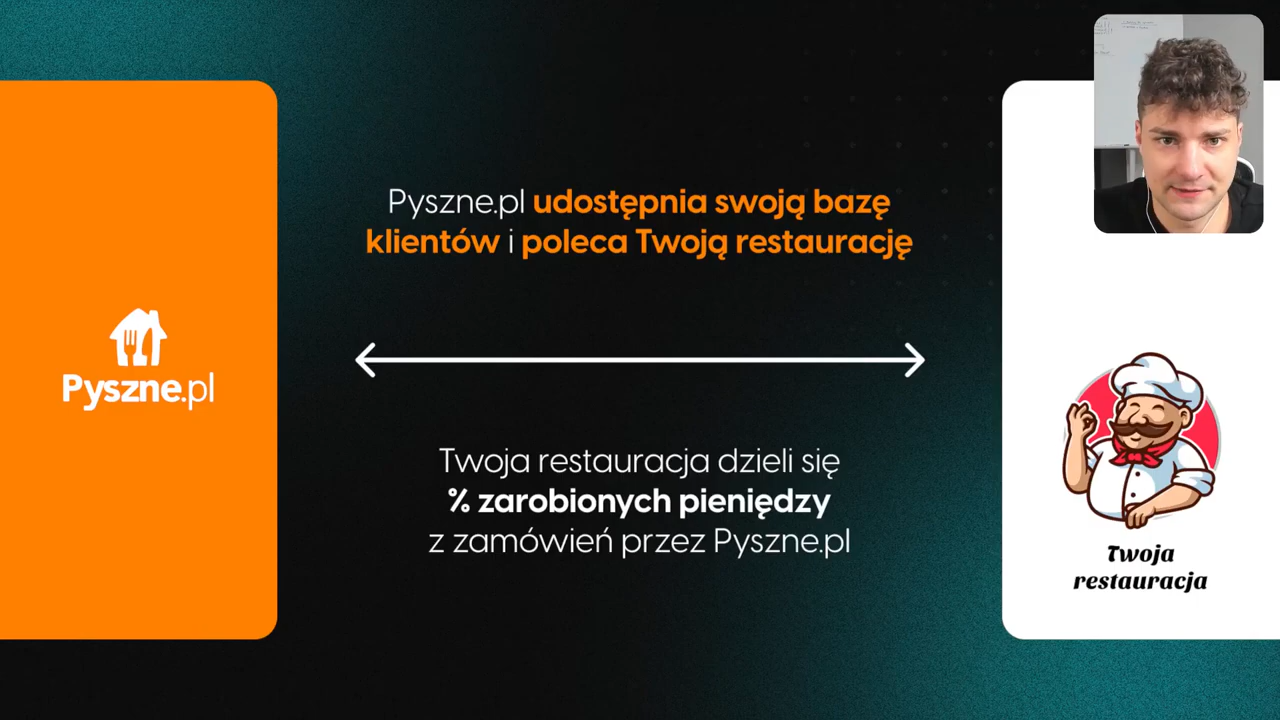 Pyszne.pl udostępnia swoją bazę
klientów i poleca Twoją restaurację
Pyszne.pl
Twoja restauracja dzieli się
% zarobionych pieniędzy
z zamówień przez Pyszne.pl
Twoja
restauracja